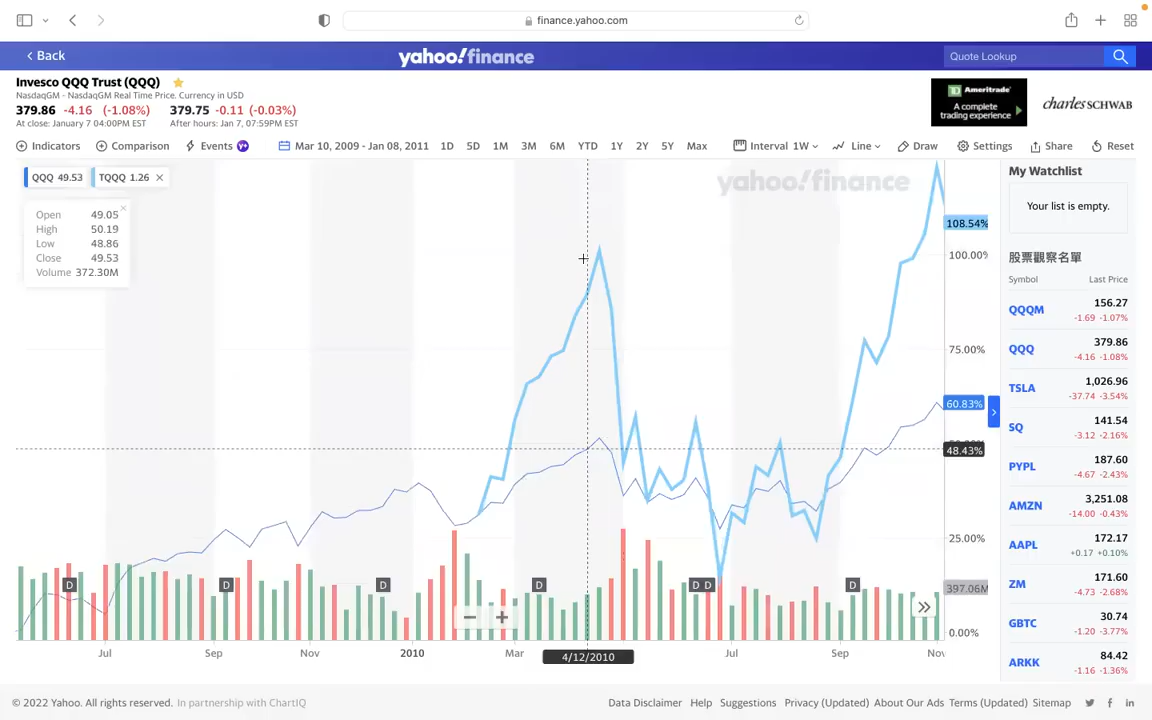 finance.yahoo.com
Back
yahoo!finance
Quote Lookup
Invesco QQQ Trust (QQQ)
NasdaqGM - NasdaqGM Real Time Price. Currency in USD
379.86 -4.16 (-1.08%) 379.75 -0.11 (-0.03%)
At close: January 7 04:00PM EST After hours: Jan 7, 07:59PM EST
TD Ameritrade
A complete
trading experience
charles SCHWAB
Indicators Comparison Events Y+ Mar 10, 2009 - Jan 08, 2011 1D 5D 1M 3M 6M YTD 1Y 2Y 5Y Max Interval 1W Line Draw Settings Share Reset
QQQ 49.53 TQQQ 1.26
yahoo!finance
Open 49.05
High 50.19
Low 48.86
Close 49.53
Volume 372.30M
108.54%
100.00%
75.00%
60.83%
48.43%
25.00%
397.06M
0.00%
D D D D D D D
Jul Sep Nov 2010 Mar 4/12/2010 Jul Sep Nov
My Watchlist
Your list is empty.
股票觀察名單
Symbol Last Price
QQQM 156.27
-1.69 -1.07%
QQQ 379.86
-4.16 -1.08%
TSLA 1,026.96
-37.74 -3.54%
SQ 141.54
-3.12 -2.16%
PYPL 187.60
-4.67 -2.43%
AMZN 3,251.08
-14.00 -0.43%
AAPL 172.17
+0.17 +0.10%
ZM 171.60
-4.73 -2.68%
GBTC 30.74
-1.20 -3.77%
ARKK 84.42
-1.16 -1.36%
© 2022 Yahoo. All rights reserved. In partnership with ChartIQ
Data Disclaimer Help Suggestions Privacy (Updated) About Our Ads Terms (Updated) Sitemap